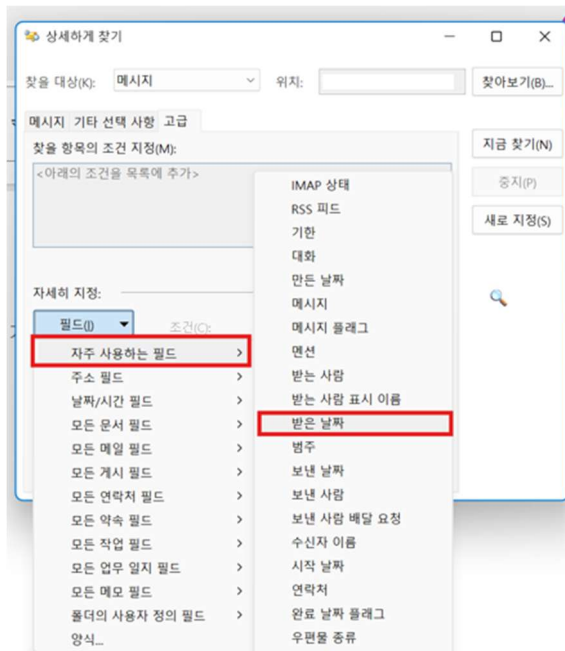 상세하게 찾기
찾을 대상(K): 메시지 위치: 찾아보기(B)...
메시지 기타 선택 사항 고급
찾을 항목의 조건 지정(M):
<아래의 조건을 목록에 추가>
지금 찾기(N)
중지(P)
새로 지정(S)
자세히 지정:
필드(I) 조건(C):
자주 사용하는 필드
주소 필드
날짜/시간 필드
모든 문서 필드
모든 메일 필드
모든 게시 필드
모든 연락처 필드
모든 약속 필드
모든 작업 필드
모든 업무 일지 필드
모든 메모 필드
폴더의 사용자 정의 필드
양식...
IMAP 상태
RSS 피드
기한
대화
만든 날짜
메시지
메시지 플래그
멘션
받는 사람
받는 사람 표시 이름
받은 날짜
범주
보낸 날짜
보낸 사람
보낸 사람 배달 요청
수신자 이름
시작 날짜
연락처
완료 날짜 플래그
우편물 종류